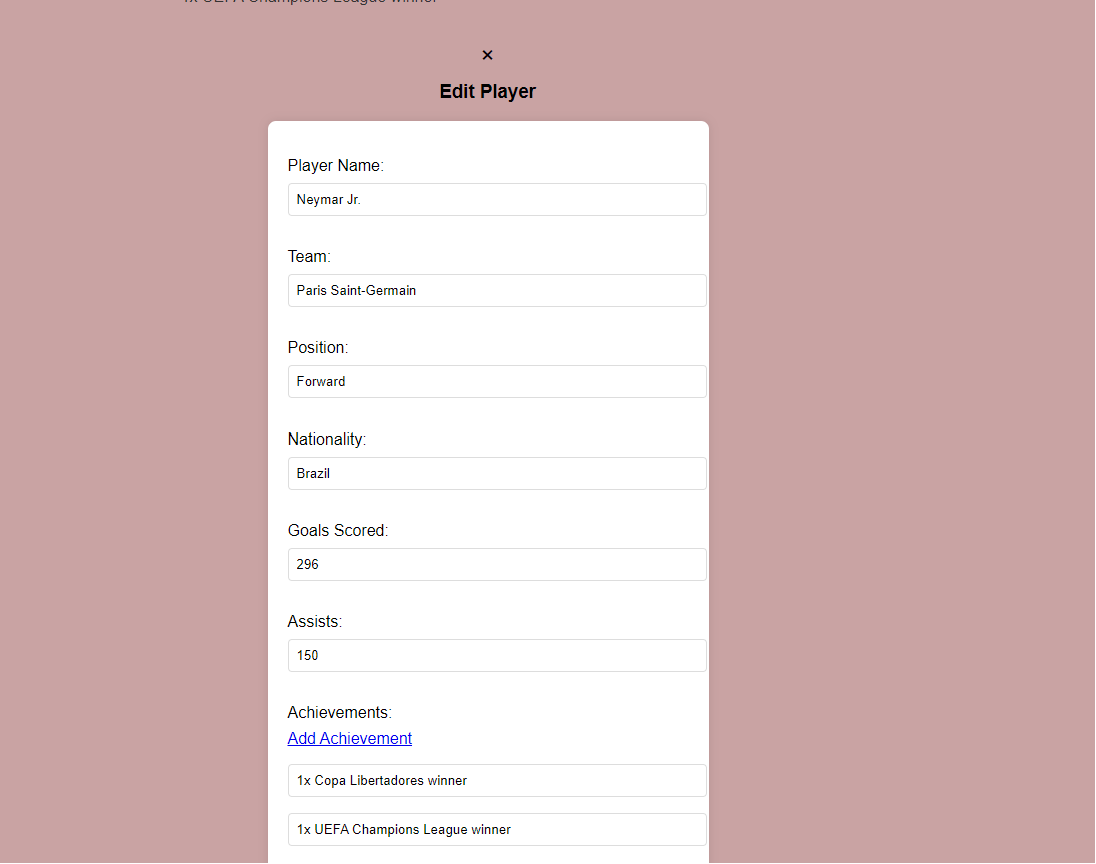 1x UEFA Champions League winner
×
Edit Player
Player Name:
Neymar Jr.
Team:
Paris Saint-Germain
Position:
Forward
Nationality:
Brazil
Goals Scored:
296
Assists:
150
Achievements:
Add Achievement
1x Copa Libertadores winner
1x UEFA Champions League winner